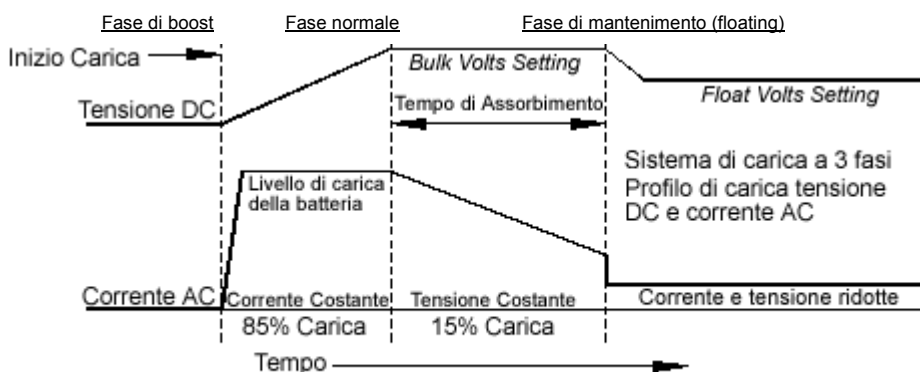 Fase di boost Fase normale Fase di mantenimento (floating)
Inizio Carica
Bulk Volts Setting
Float Volts Setting
Tensione DC
Tempo di Assorbimento
Livello di carica
della batteria
Sistema di carica a 3 fasi
Profilo di carica tensione
DC e corrente AC
Corrente AC Corrente Costante Tensione Costante Corrente e tensione ridotte
85% Carica 15% Carica
Tempo